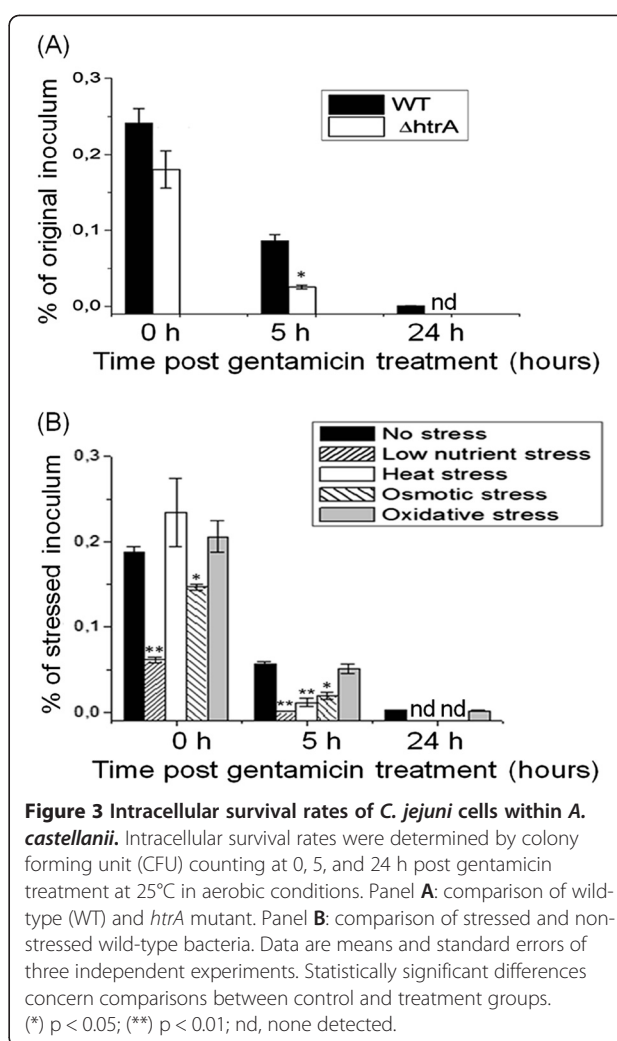 (A)
0,3
0,2
0,1
0,0
% of original inoculum
WT
ΔhtrA
*
nd
0 h 5 h 24 h
Time post gentamicin treatment (hours)
(B)
0,3
0,2
0,1
0,0
% of stressed inoculum
No stress
Low nutrient stress
Heat stress
Osmotic stress
Oxidative stress
** *
** ** *
nd nd
0 h 5 h 24 h
Time post gentamicin treatment (hours)
Figure 3 Intracellular survival rates of C. jejuni cells within A.
castellanii. Intracellular survival rates were determined by colony
forming unit (CFU) counting at 0, 5, and 24 h post gentamicin
treatment at 25°C in aerobic conditions. Panel A: comparison of wild-
type (WT) and htrA mutant. Panel B: comparison of stressed and non-
stressed wild-type bacteria. Data are means and standard errors of
three independent experiments. Statistically significant differences
concern comparisons between control and treatment groups.
(*) p < 0.05; (**) p < 0.01; nd, none detected.